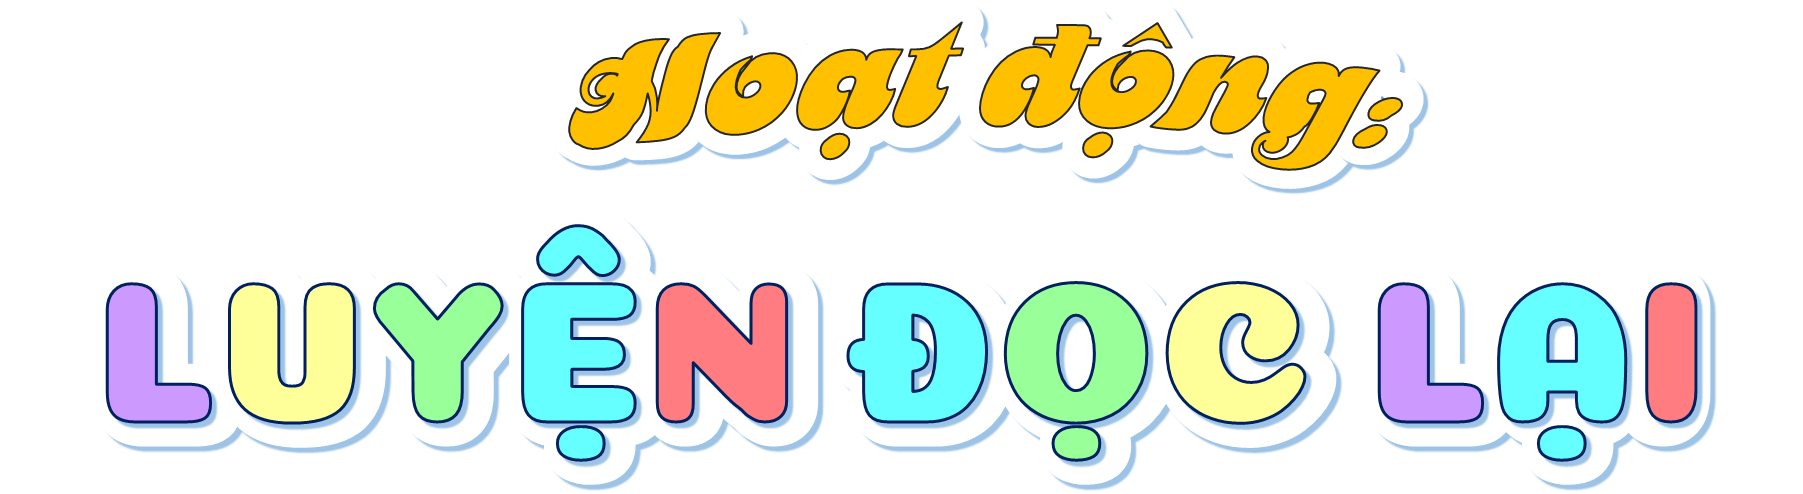 Hoạt động:
LUYỆN ĐỌC LẠI